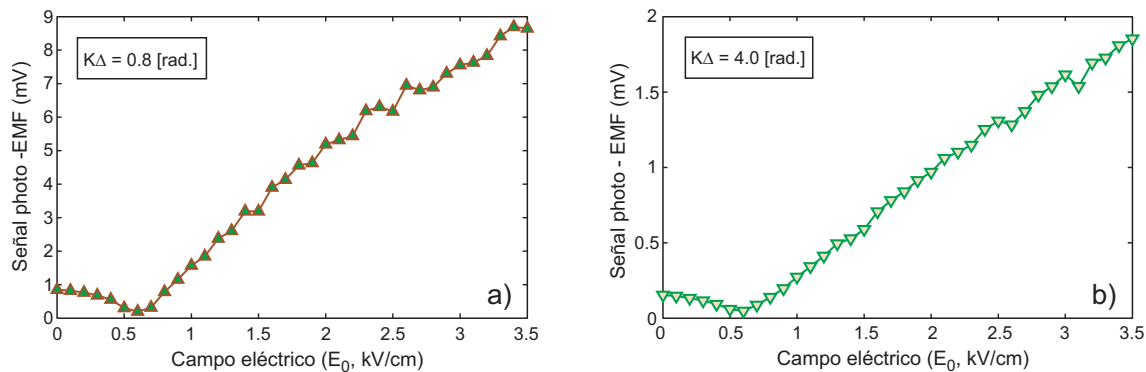 9
8
7
6
5
4
3
2
1
0
Señal photo -EMF (mV)
KΔ = 0.8 [rad.]
a)
0 0.5 1 1.5 2 2.5 3 3.5
Campo eléctrico (E₀, kV/cm)
2
1.5
1
0.5
0
Señal photo - EMF (mV)
KΔ = 4.0 [rad.]
b)
0 0.5 1 1.5 2 2.5 3 3.5
Campo eléctrico (E₀, kV/cm)